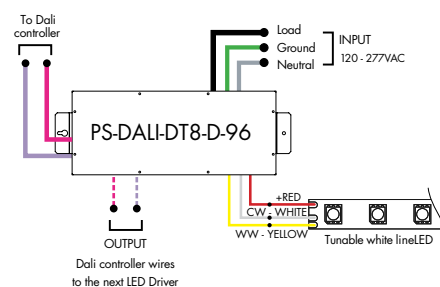 To Dali
controller
Load
Ground
Neutral
INPUT
120 - 277VAC
PS-DALI-DT8-D-96
+RED
CW - WHITE
WW - YELLOW
Tunable white lineLED
OUTPUT
Dali controller wires
to the next LED Driver